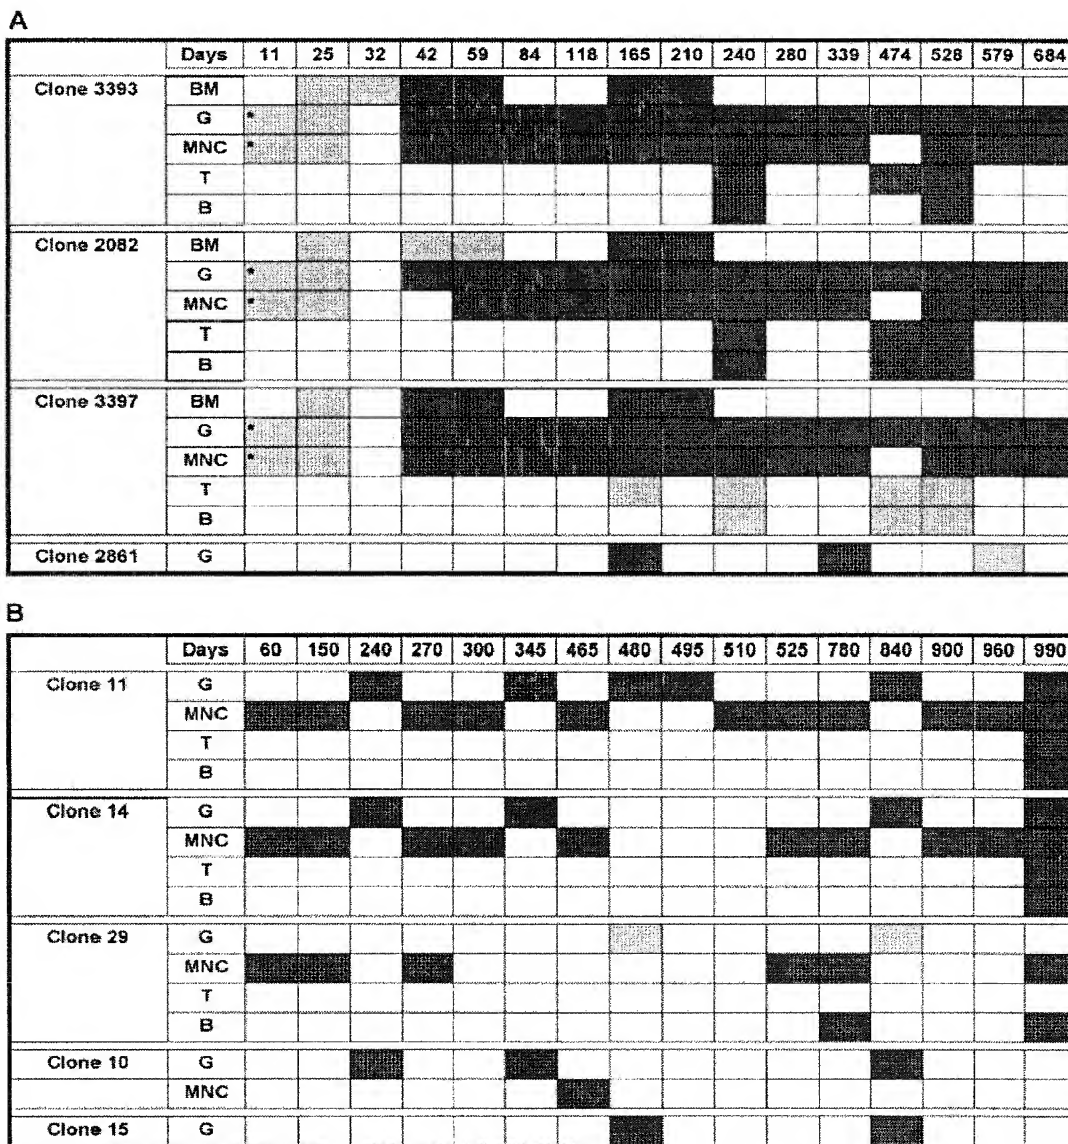 A
Days 11 25 32 42 59 84 118 165 210 240 280 339 474 528 579 684
Clone 3393 BM
G *
MNC *
T
B
Clone 2082 BM
G *
MNC *
T
B
Clone 3397 BM
G *
MNC *
T
B
Clone 2861 G
B
Days 60 150 240 270 300 345 465 480 495 510 525 780 840 900 960 990
Clone 11 G
MNC
T
B
Clone 14 G
MNC
T
B
Clone 29 G
MNC
T
B
Clone 10 G
MNC
Clone 15 G